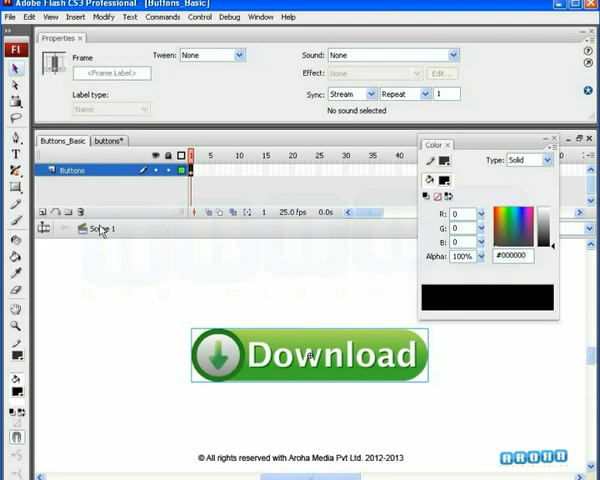 Adobe Flash CS3 Professional - [Buttons_Basic]
File Edit View Insert Modify Text Commands Control Debug Window Help
Properties
Frame
<Frame Label>
Label type:
Name
Tween: None
Sound: None
Effect: None Edit...
Sync: Stream Repeat 1
No sound selected
Buttons_Basic buttons*
5 10 15 20 25 30 35 40
Buttons
1 25.0 fps 0.0s
Scene 1
Color
Type: Solid
R: 0
G: 0
B: 0
Alpha: 100% #000000
Download
© All rights reserved with Aroha Media Pvt Ltd. 2012-2013
AROHA